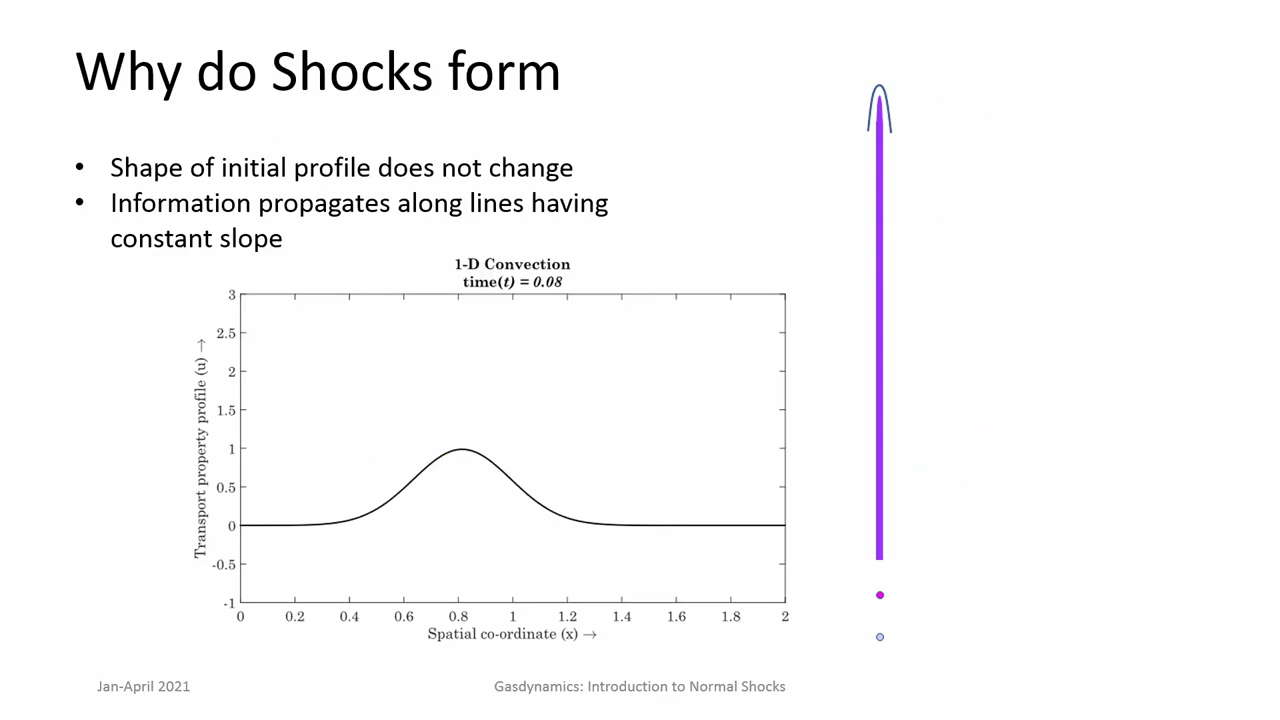 Why do Shocks form
• Shape of initial profile does not change
• Information propagates along lines having
constant slope
1-D Convection
time(t) = 0.08
Transport property profile (u) →
3
2.5
2
1.5
1
0.5
0
-0.5
-1
0 0.2 0.4 0.6 0.8 1 1.2 1.4 1.6 1.8 2
Spatial co-ordinate (x) →
Jan-April 2021
Gasdynamics: Introduction to Normal Shocks